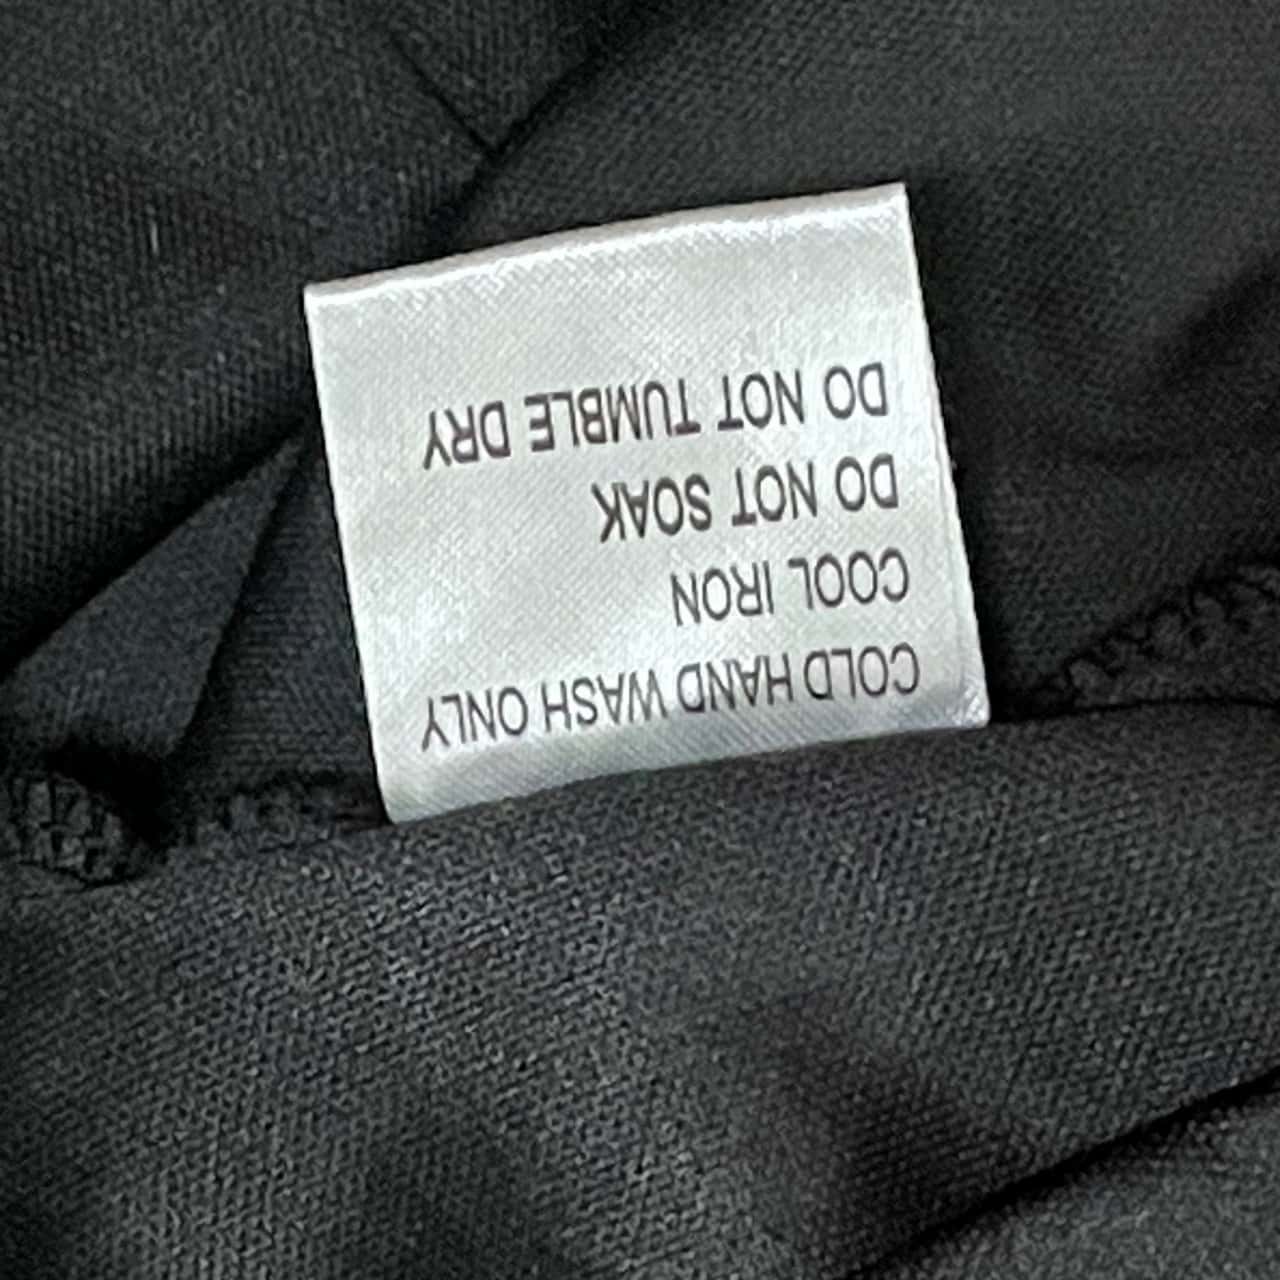 COLD HAND WASH ONLY
COOL IRON
DO NOT SOAK
DO NOT TUMBLE DRY